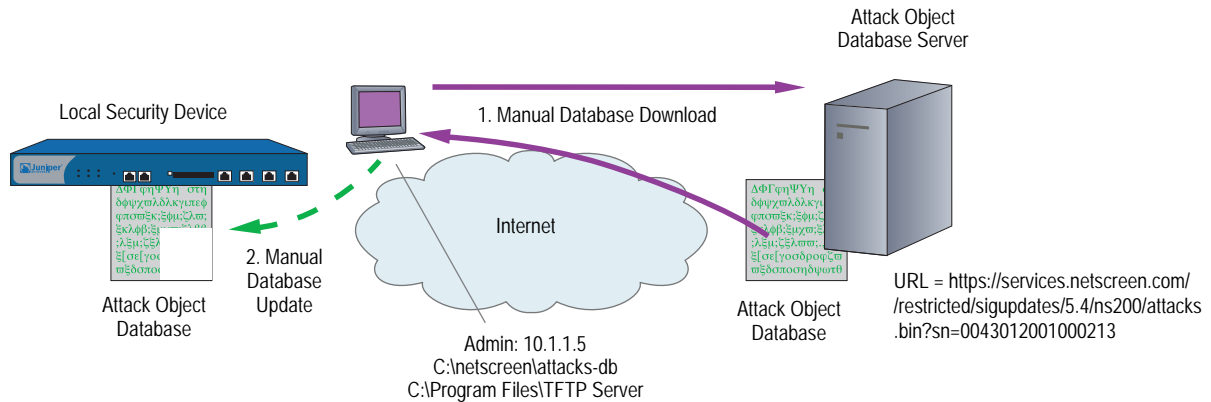 Attack Object
Database Server
Local Security Device
1. Manual Database Download
Juniper
Internet
2. Manual
Database
Update
Attack Object
Database
Attack Object
Database
URL = https://services.netscreen.com/
/restricted/sigupdates/5.4/ns200/attacks
.bin?sn=0043012001000213
Admin: 10.1.1.5
C:\netscreen\attacks-db
C:\Program Files\TFTP Server